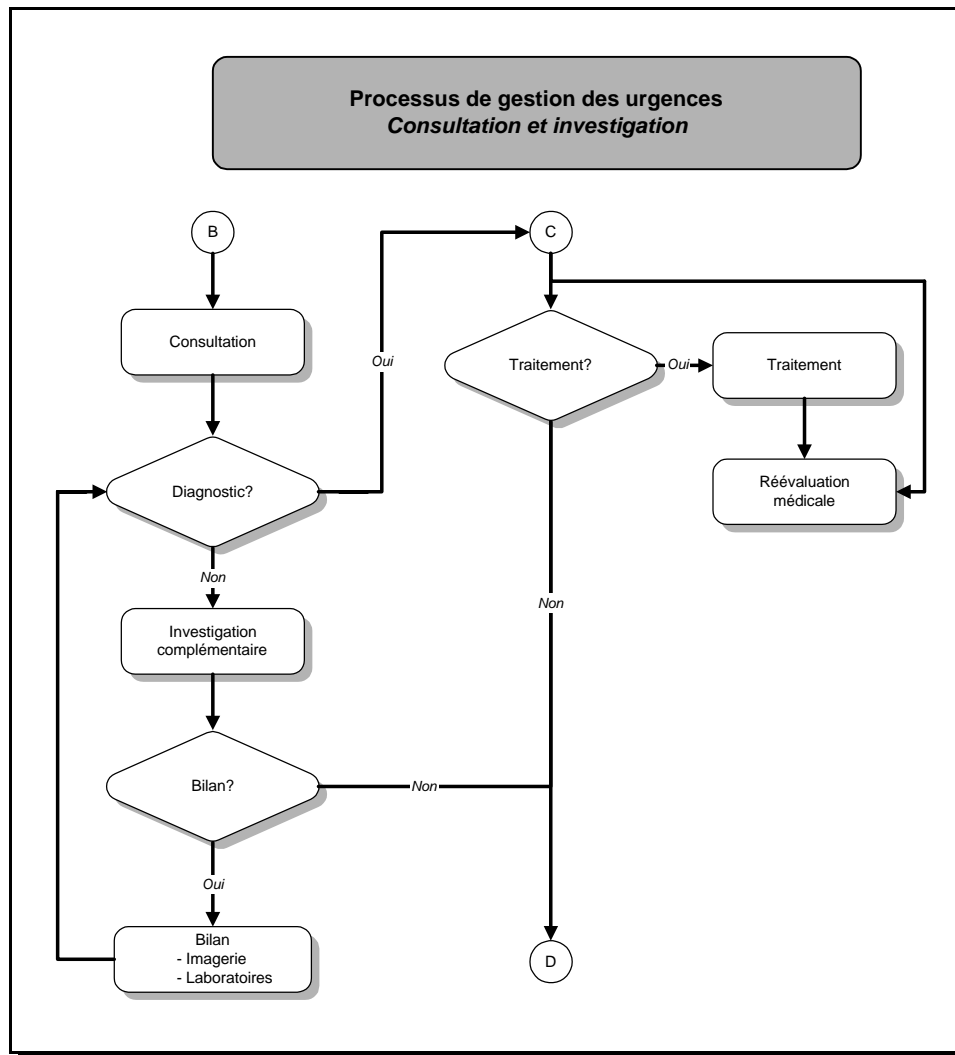 Processus de gestion des urgences
Consultation et investigation
B
C
Consultation
Oui
Traitement?
Oui
Traitement
Diagnostic?
Réévaluation
médicale
Non
Non
Investigation
complémentaire
Bilan?
Non
Oui
Bilan
- Imagerie
- Laboratoires
D